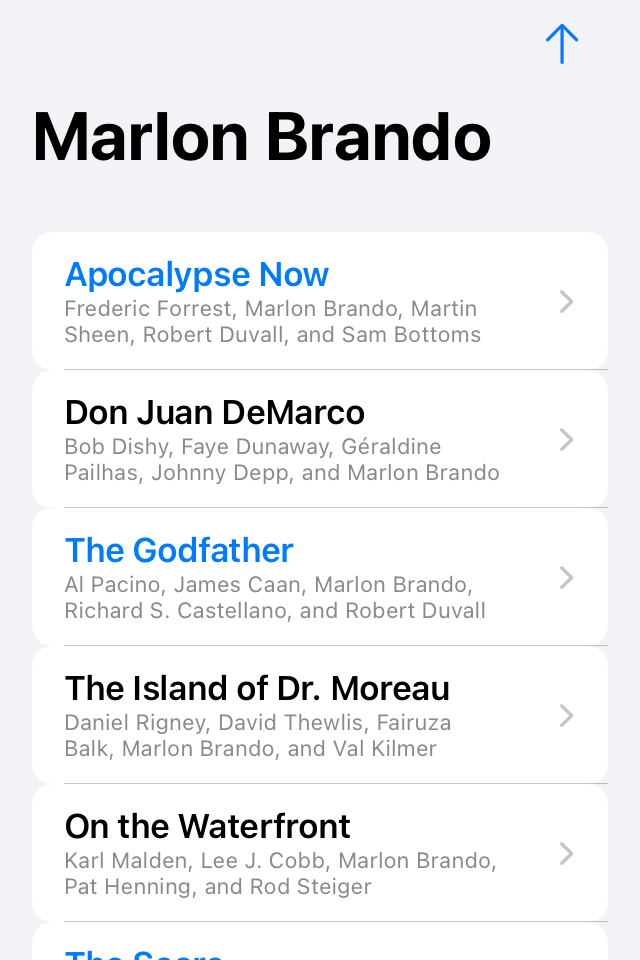 Marlon Brando
Apocalypse Now
Frederic Forrest, Marlon Brando, Martin
Sheen, Robert Duvall, and Sam Bottoms
Don Juan DeMarco
Bob Dishy, Faye Dunaway, Géraldine
Pailhas, Johnny Depp, and Marlon Brando
The Godfather
Al Pacino, James Caan, Marlon Brando,
Richard S. Castellano, and Robert Duvall
The Island of Dr. Moreau
Daniel Rigney, David Thewlis, Fairuza
Balk, Marlon Brando, and Val Kilmer
On the Waterfront
Karl Malden, Lee J. Cobb, Marlon Brando,
Pat Henning, and Rod Steiger
The Score